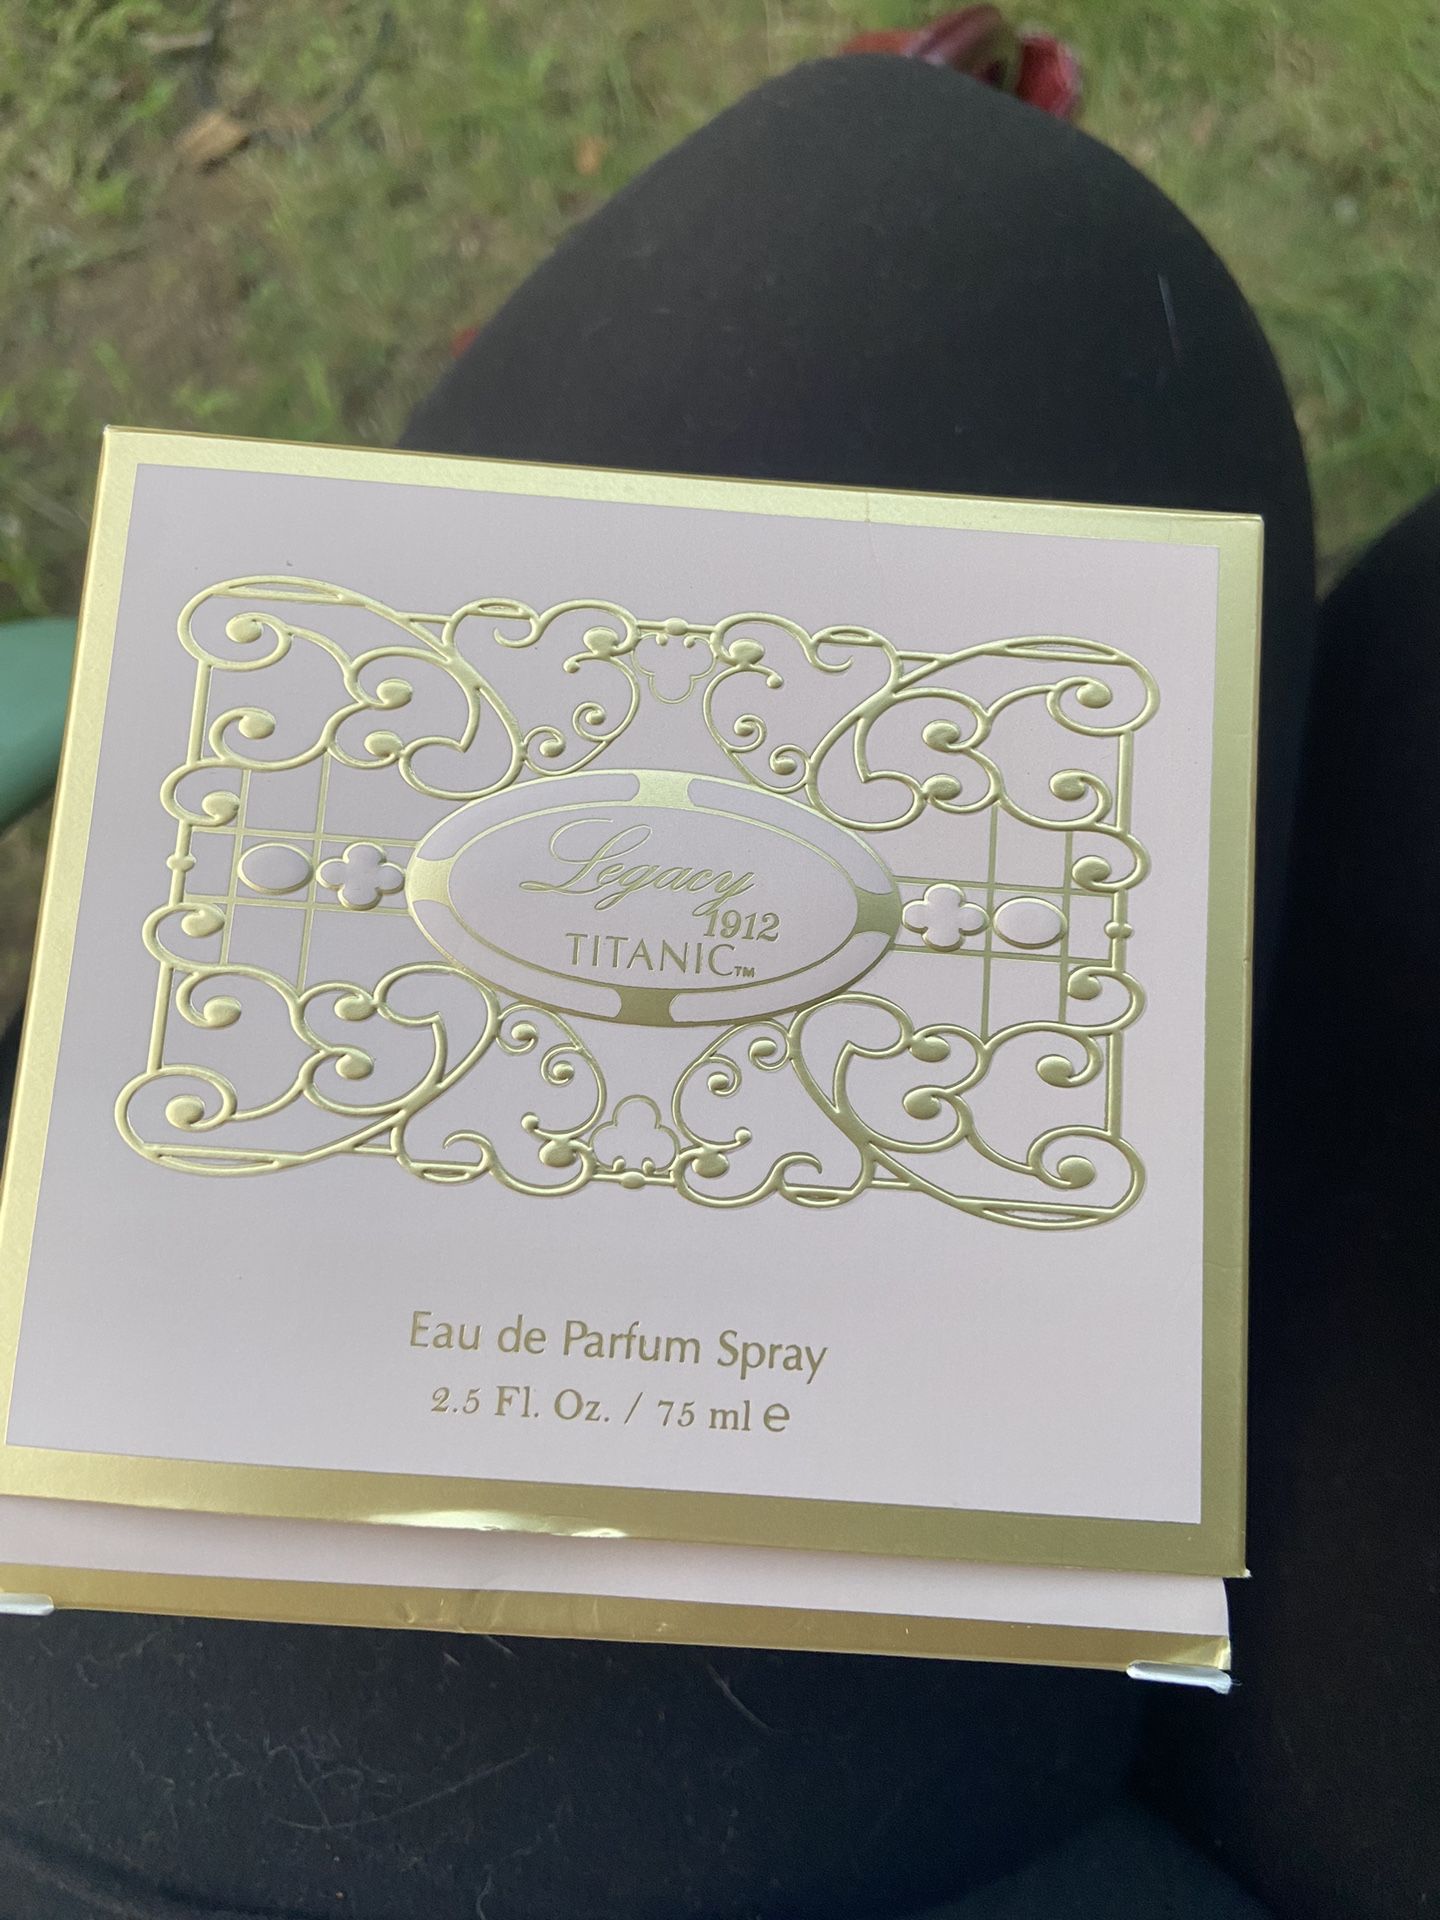 Legacy
1912
TITANIC™
Eau de Parfum Spray
2.5 Fl. Oz. / 75 ml ℮